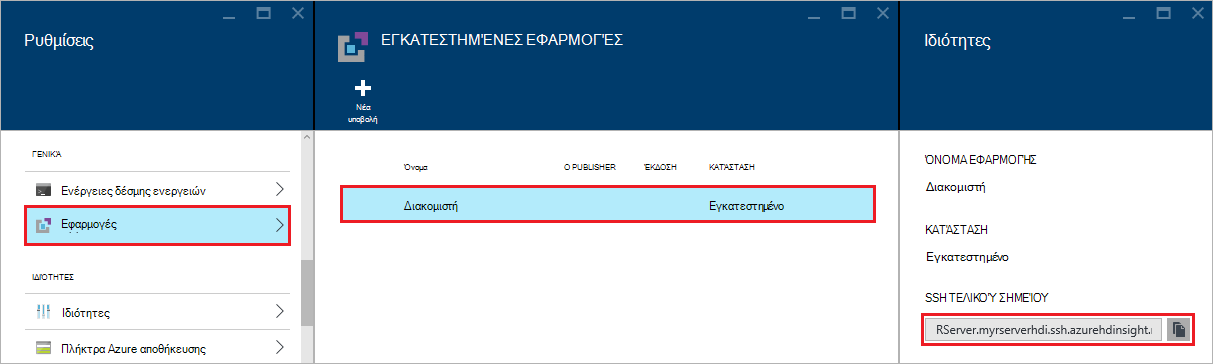 Ρυθμίσεις
ΓΕΝΙΚΆ
Ενέργειες δέσμης ενεργειών
Εφαρμογές
ΙΔΙΌΤΗΤΕΣ
Ιδιότητες
Πλήκτρα Azure αποθήκευσης
ΕΓΚΑΤΕΣΤΗΜΈΝΕΣ ΕΦΑΡΜΟΓΈΣ
Νέα
υποβολή
Όνομα Ο PUBLISHER ΈΚΔΟΣΗ ΚΑΤΆΣΤΑΣΗ
Διακομιστή Εγκατεστημένο
Ιδιότητες
ΌΝΟΜΑ ΕΦΑΡΜΟΓΉΣ
Διακομιστή
ΚΑΤΆΣΤΑΣΗ
Εγκατεστημένο
SSH ΤΕΛΙΚΟΎ ΣΗΜΕΊΟΥ
RServer.myrserverhdi.ssh.azurehdinsight.